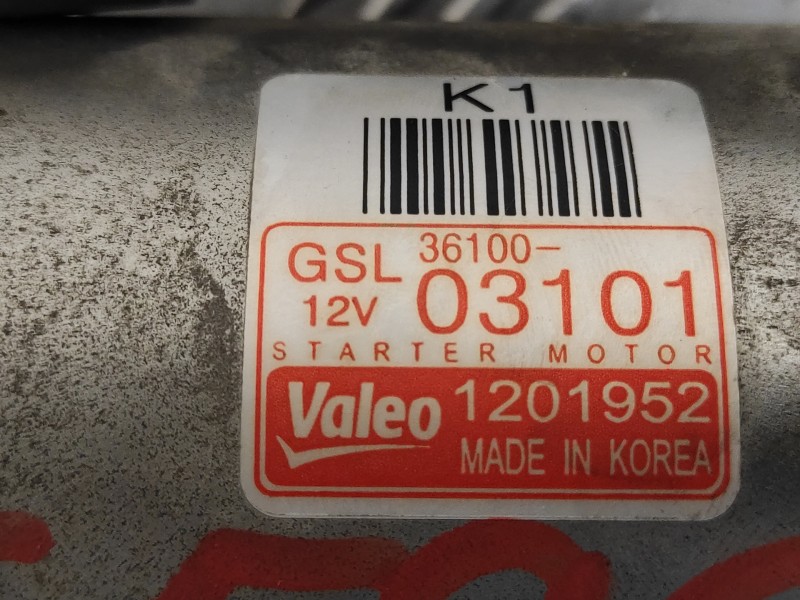 K1
GSL 36100-
12V 03101
STARTER MOTOR
Valeo 1201952
MADE IN KOREA